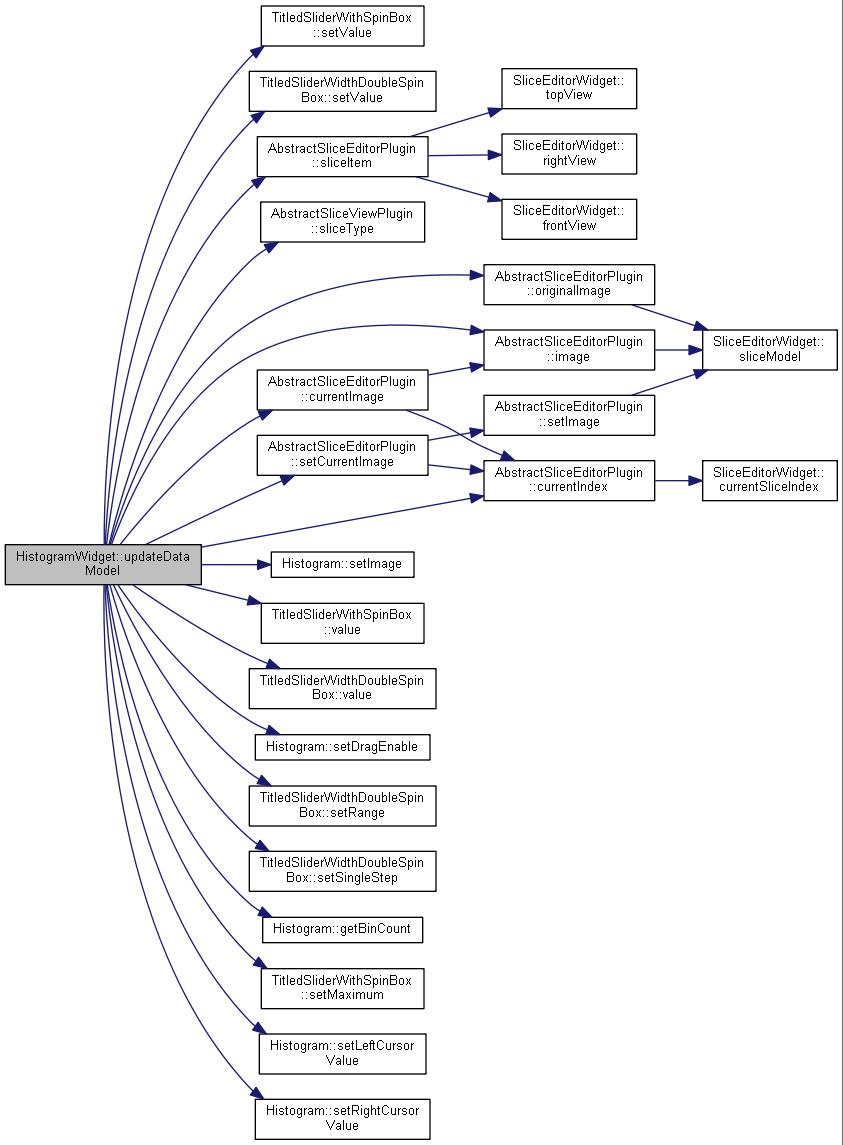 TitledSliderWithSpinBox
::setValue
TitledSliderWidthDoubleSpin
Box::setValue
AbstractSliceEditorPlugin
::sliceItem
AbstractSliceViewPlugin
::sliceType
SliceEditorWidget::
topView
SliceEditorWidget::
rightView
SliceEditorWidget::
frontView
AbstractSliceEditorPlugin
::originalImage
AbstractSliceEditorPlugin
::image
SliceEditorWidget::
sliceModel
AbstractSliceEditorPlugin
::currentImage
AbstractSliceEditorPlugin
::setImage
AbstractSliceEditorPlugin
::setCurrentImage
AbstractSliceEditorPlugin
::currentIndex
SliceEditorWidget::
currentSliceIndex
HistogramWidget::updateData
Model
Histogram::setImage
TitledSliderWithSpinBox
::value
TitledSliderWidthDoubleSpin
Box::value
Histogram::setDragEnable
TitledSliderWidthDoubleSpin
Box::setRange
TitledSliderWidthDoubleSpin
Box::setSingleStep
Histogram::getBinCount
TitledSliderWithSpinBox
::setMaximum
Histogram::setLeftCursor
Value
Histogram::setRightCursor
Value